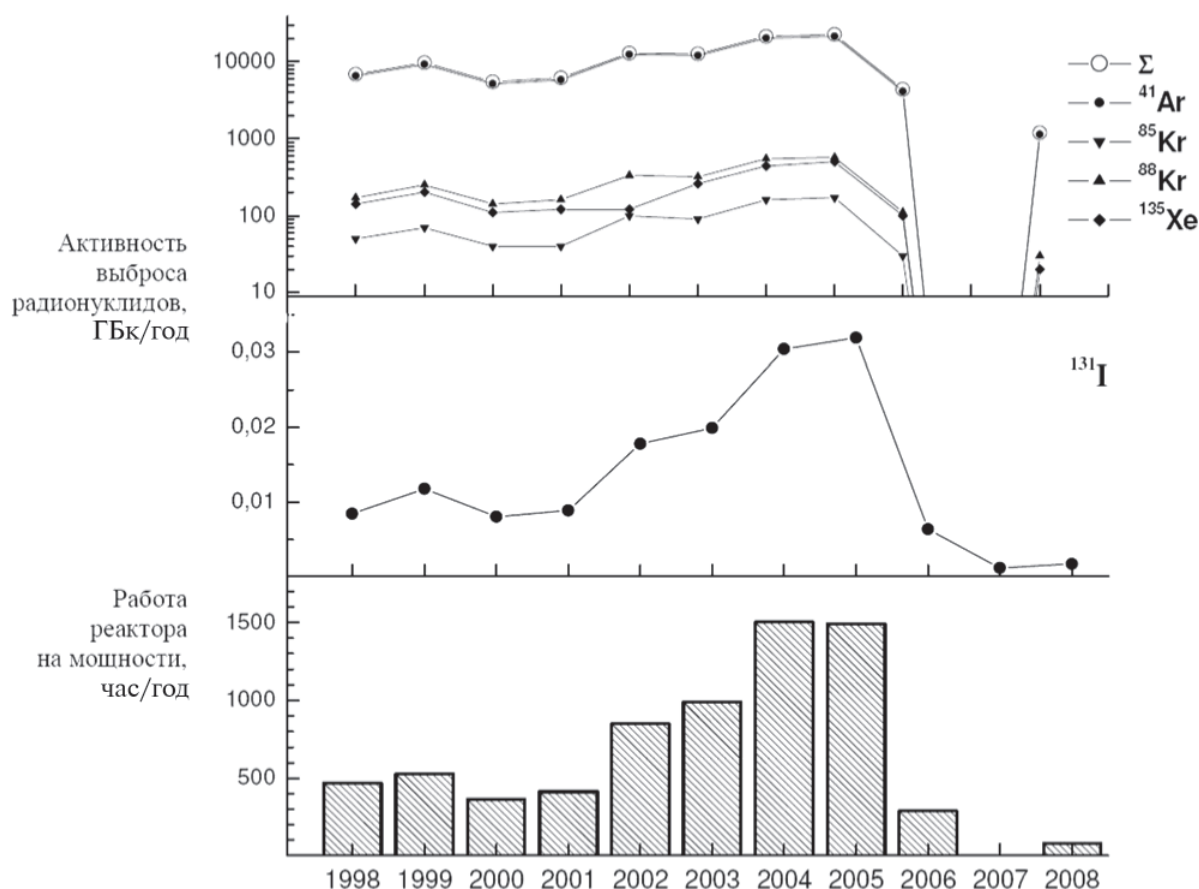 10000
1000
100
10
Σ
⁴¹Ar
⁸⁵Kr
⁸⁸Kr
¹³⁵Xe
Активность
выброса
радионуклидов,
ГБк/год
0,03
0,02
0,01
¹³¹I
Работа
реактора
на мощности,
час/год
1500
1000
500
1998 1999 2000 2001 2002 2003 2004 2005 2006 2007 2008